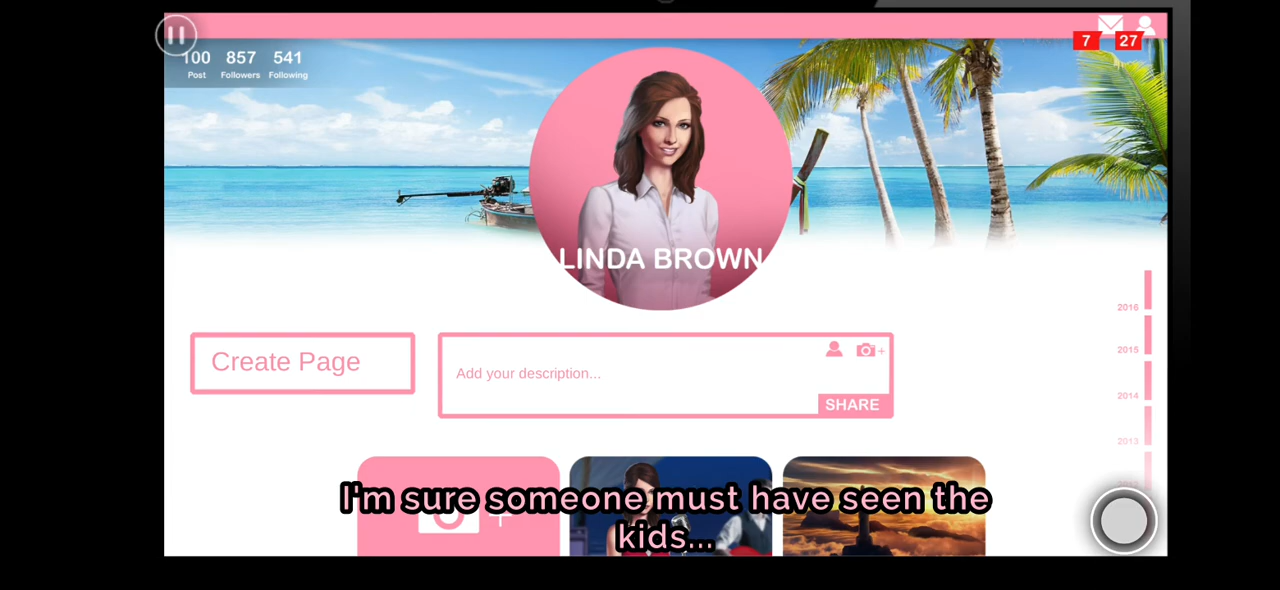 7
27
100
857
541
Post
Followers
Following
LINDA BROWN
2016
Create Page
2015
Add your description...
2014
SHARE
2013
I'm sure someone must have seen the
kids...